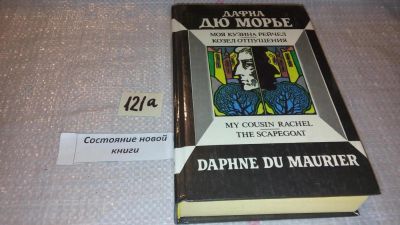 ДАФНА
ДЮ МОРЬЕ
МОЯ КУЗИНА РЕЙЧЕЛ
КОЗЕЛ ОТПУЩЕНИЯ
121а
Состояние новой
книги
MY COUSIN RACHEL
THE SCAPEGOAT
DAPHNE DU MAURIER